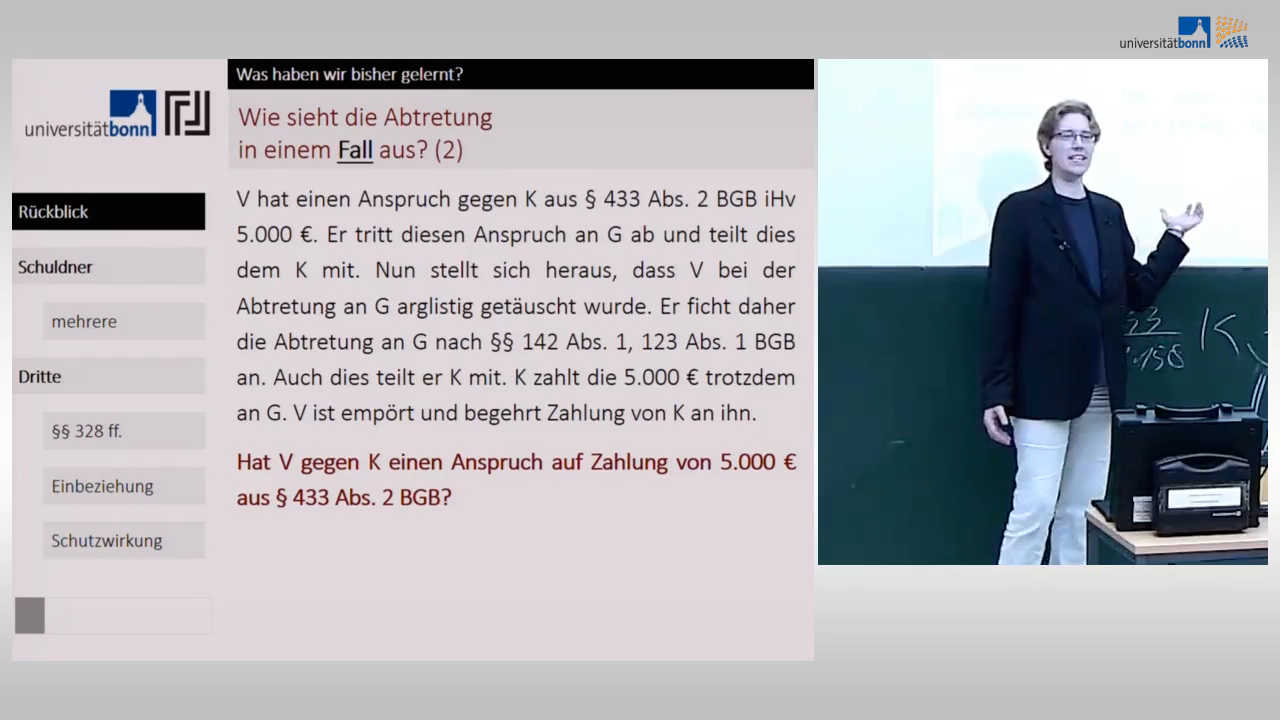 universitätbonn
Was haben wir bisher gelernt?
universitätbonn
Wie sieht die Abtretung
in einem Fall aus? (2)
Rückblick
Schuldner
mehrere
Dritte
§§ 328 ff.
Einbeziehung
Schutzwirkung
V hat einen Anspruch gegen K aus § 433 Abs. 2 BGB iHv
5.000 €. Er tritt diesen Anspruch an G ab und teilt dies
dem K mit. Nun stellt sich heraus, dass V bei der
Abtretung an G arglistig getäuscht wurde. Er ficht daher
die Abtretung an G nach §§ 142 Abs. 1, 123 Abs. 1 BGB
an. Auch dies teilt er K mit. K zahlt die 5.000 € trotzdem
an G. V ist empört und begehrt Zahlung von K an ihn.
Hat V gegen K einen Anspruch auf Zahlung von 5.000 €
aus § 433 Abs. 2 BGB?
K